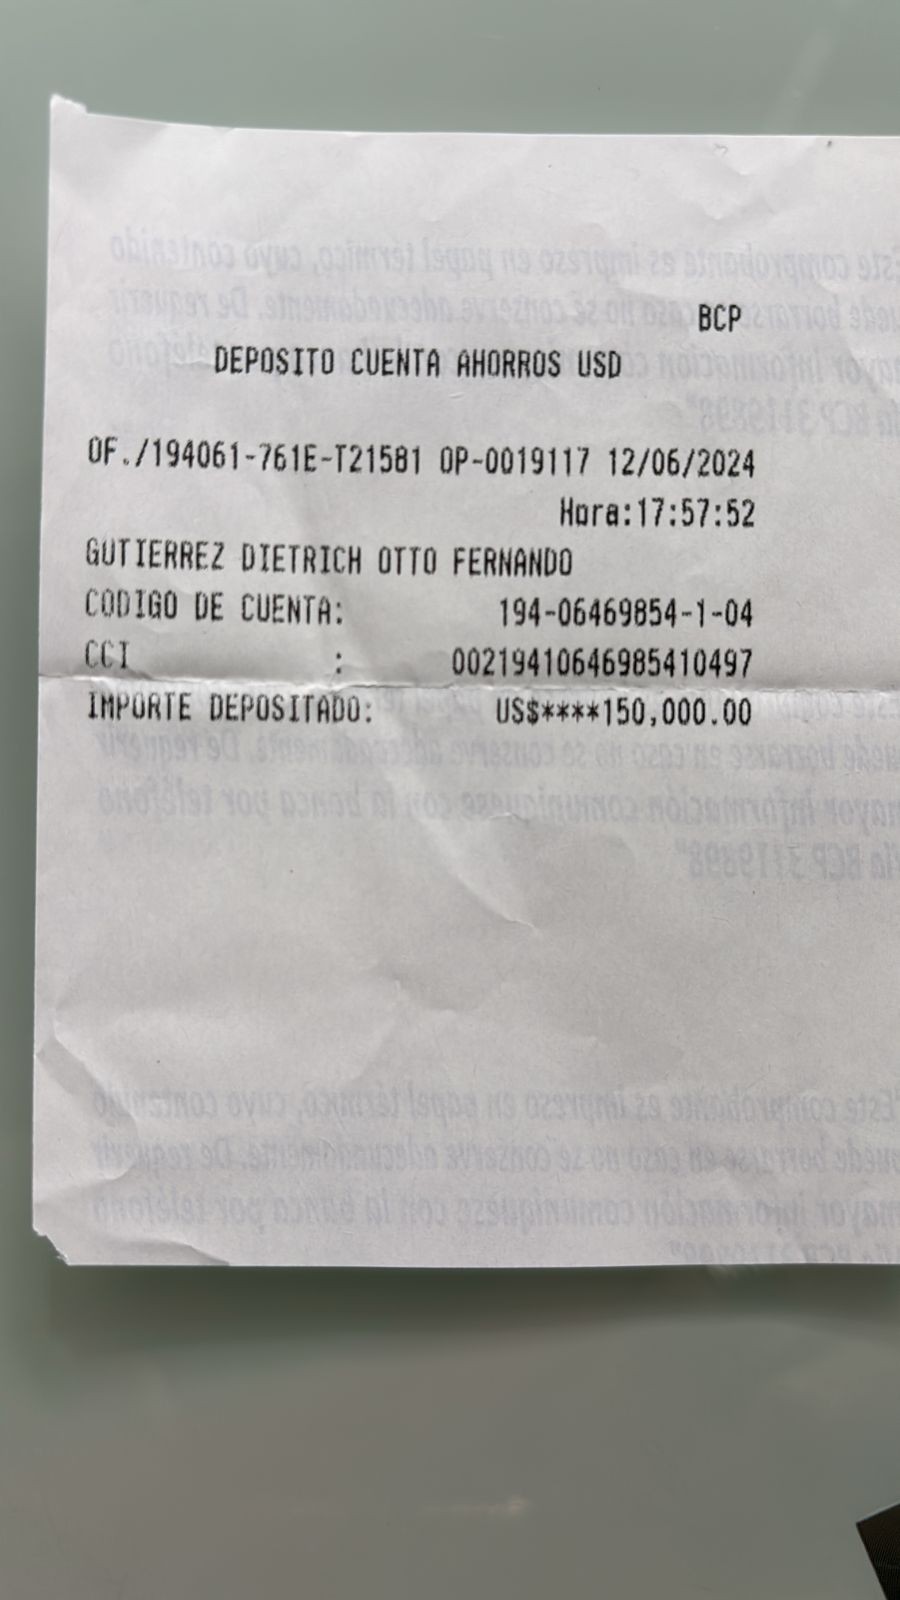 BCP
DEPOSITO CUENTA AHORROS USD
OF./194061-761E-T21581 OP-0019117 12/06/2024
Hora:17:57:52
GUTIERREZ DIETRICH OTTO FERNANDO
CODIGO DE CUENTA: 194-06469854-1-04
CCI : 00219410646985410497
IMPORTE DEPOSITADO: US$****150,000.00